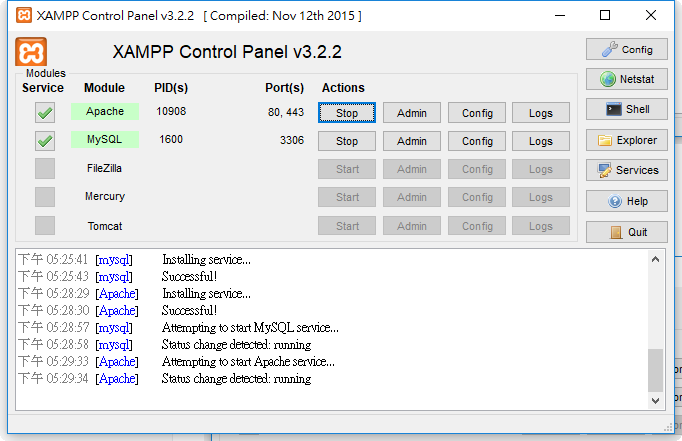 XAMPP Control Panel v3.2.2 [ Compiled: Nov 12th 2015 ]
XAMPP Control Panel v3.2.2
Config
Modules
Service Module PID(s) Port(s) Actions
Netstat
Apache 10908 80, 443 Stop Admin Config Logs
Shell
MySQL 1600 3306 Stop Admin Config Logs
Explorer
FileZilla Start Admin Config Logs
Services
Mercury Start Admin Config Logs
Help
Tomcat Start Admin Config Logs
Quit
下午 05:25:41 [mysql] Installing service...
下午 05:25:43 [mysql] Successful!
下午 05:28:29 [Apache] Installing service...
下午 05:28:30 [Apache] Successful!
下午 05:28:57 [mysql] Attempting to start MySQL service...
下午 05:28:58 [mysql] Status change detected: running
下午 05:29:33 [Apache] Attempting to start Apache service...
下午 05:29:34 [Apache] Status change detected: running